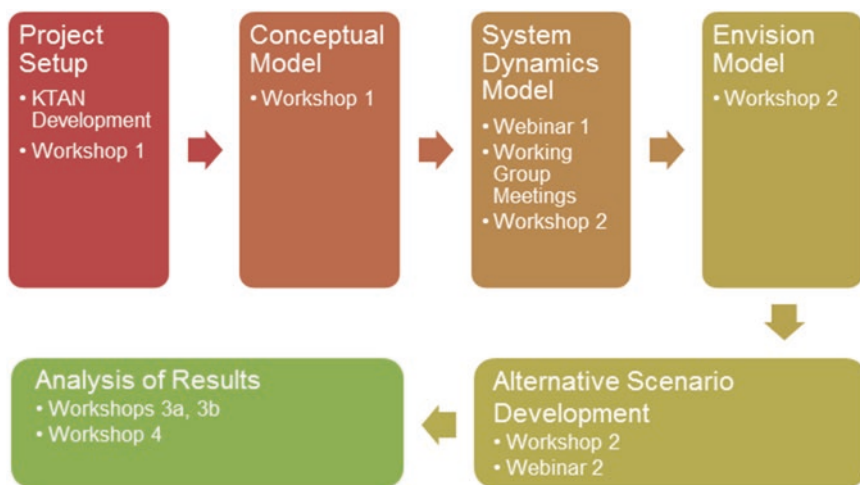 Project
Setup
• KTAN
Development
• Workshop 1
Conceptual
Model
• Workshop 1
System
Dynamics
Model
• Webinar 1
• Working
Group
Meetings
• Workshop 2
Envision
Model
• Workshop 2
Alternative Scenario
Development
• Workshop 2
• Webinar 2
Analysis of Results
• Workshops 3a, 3b
• Workshop 4